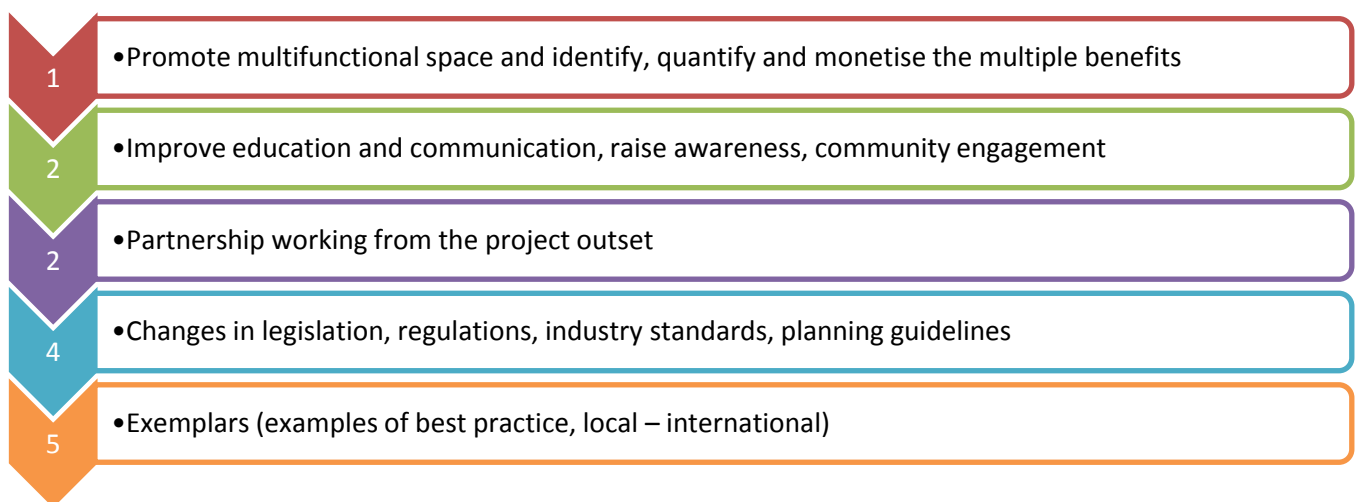 1
•Promote multifunctional space and identify, quantify and monetise the multiple benefits
2
•Improve education and communication, raise awareness, community engagement
2
•Partnership working from the project outset
4
•Changes in legislation, regulations, industry standards, planning guidelines
5
•Exemplars (examples of best practice, local – international)